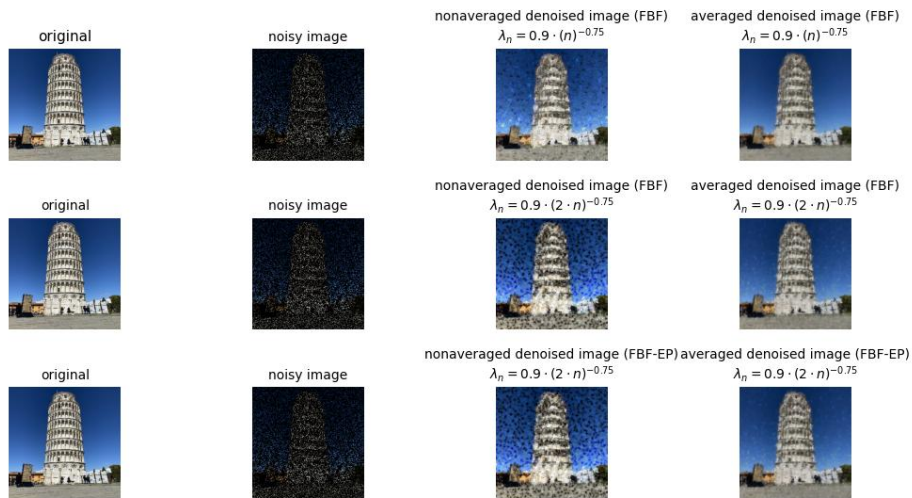 original
noisy image
nonaveraged denoised image (FBF)
λₙ = 0.9 · (n)⁻⁰·⁷⁵
averaged denoised image (FBF)
λₙ = 0.9 · (n)⁻⁰·⁷⁵
original
noisy image
nonaveraged denoised image (FBF)
λₙ = 0.9 · (2 · n)⁻⁰·⁷⁵
averaged denoised image (FBF)
λₙ = 0.9 · (2 · n)⁻⁰·⁷⁵
original
noisy image
nonaveraged denoised image (FBF-EP)
λₙ = 0.9 · (2 · n)⁻⁰·⁷⁵
averaged denoised image (FBF-EP)
λₙ = 0.9 · (2 · n)⁻⁰·⁷⁵